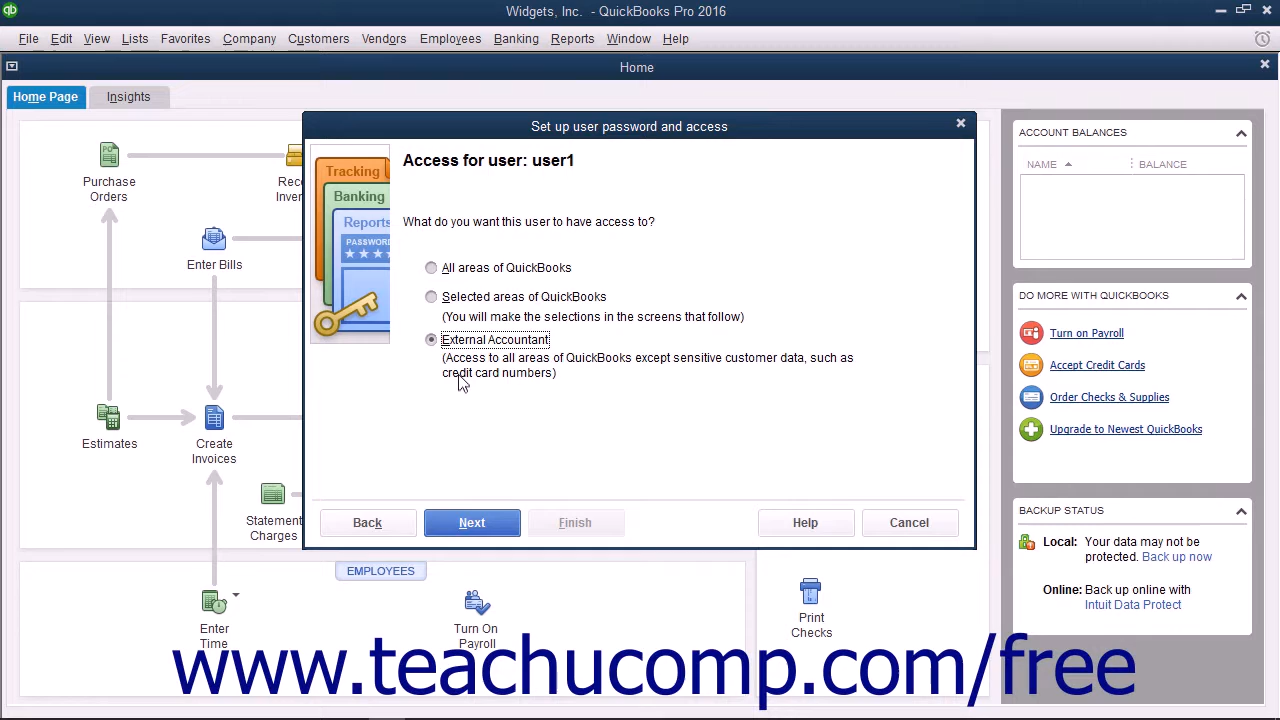 qb
Widgets, Inc. - QuickBooks Pro 2016
File Edit View Lists Favorites Company Customers Vendors Employees Banking Reports Window Help
Home
Home Page Insights
Purchase
Orders
Rece
Inver
Enter Bills
Estimates
Create
Invoices
Statement
Charges
EMPLOYEES
Enter
Time
Turn On
Payroll
Print
Checks
Set up user password and access
Tracking
Banking
Reports
PASSWORD
Access for user: user1
What do you want this user to have access to?
All areas of QuickBooks
Selected areas of QuickBooks
(You will make the selections in the screens that follow)
External Accountant
(Access to all areas of QuickBooks except sensitive customer data, such as
credit card numbers)
Back Next Finish Help Cancel
ACCOUNT BALANCES
NAME BALANCE
DO MORE WITH QUICKBOOKS
Turn on Payroll
Accept Credit Cards
Order Checks & Supplies
Upgrade to Newest QuickBooks
BACKUP STATUS
Local: Your data may not be
protected. Back up now
Online: Back up online with
Intuit Data Protect
www.teachucomp.com/free